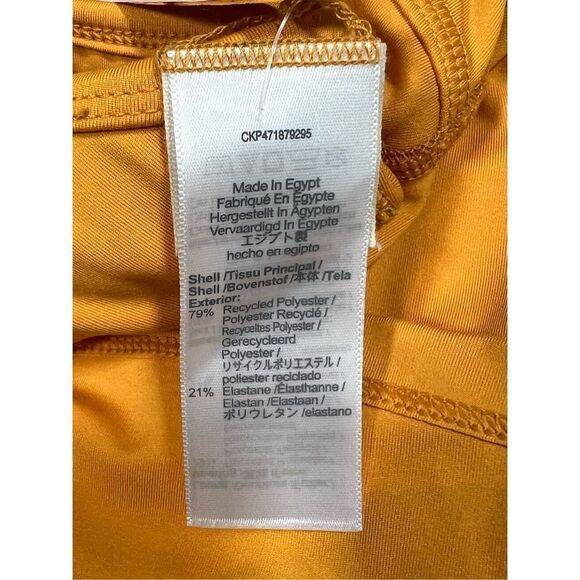 CKP471879295
Made In Egypt
Fabriqué En Égypte
Hergestellt In Ägypten
Vervaardigd In Egypte
エジプト製
hecho en egipto
Shell /Tissu Principal /
Shell /Bovenstof /本体 /Tela
Exterior:
79% Recycled Polyester /
Polyester Recyclé /
Recyceltes Polyester /
Gerecycleerd
Polyester /
リサイクルポリエステル /
poliester reciclado
21% Elastane /Élasthanne /
Elastan /Elastaan /
ポリウレタン /elastano